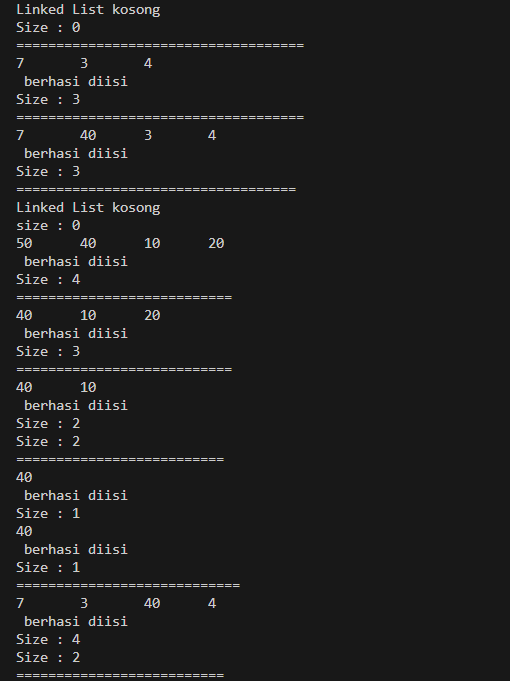 Linked List kosong
Size : 0
====================================
7       3       4
 berhasi diisi
Size : 3
====================================
7       40      3       4
 berhasi diisi
Size : 3
===================================
Linked List kosong
size : 0
50      40      10      20
 berhasi diisi
Size : 4
===========================
40      10      20
 berhasi diisi
Size : 3
===========================
40      10
 berhasi diisi
Size : 2
Size : 2
==========================
40
 berhasi diisi
Size : 1
40
 berhasi diisi
Size : 1
============================
7       3       40      4
 berhasi diisi
Size : 4
Size : 2
==========================